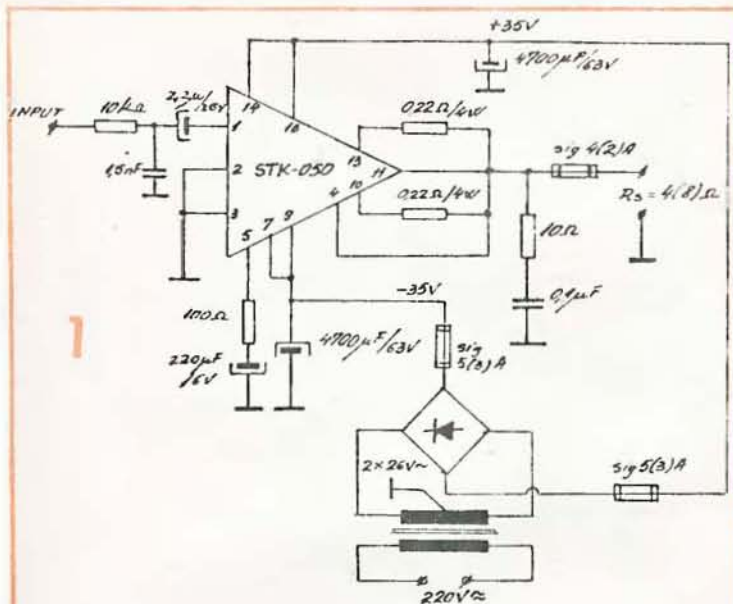 +35V
4700µF/63V
INPUT
10kΩ
2,2µ/
14
16
1
0,22Ω/4W
1,5nF
2
STK-050
13
11
10
sig 4(2)A
3
4
0,22Ω/4W
Rs = 4(8)Ω
5
7
9
10Ω
-35V
0,1µF
100Ω
4700µF/63V
sig
5(3)A
220µF
/6V
1
2×26V~
sig 5(3)A
220V≈